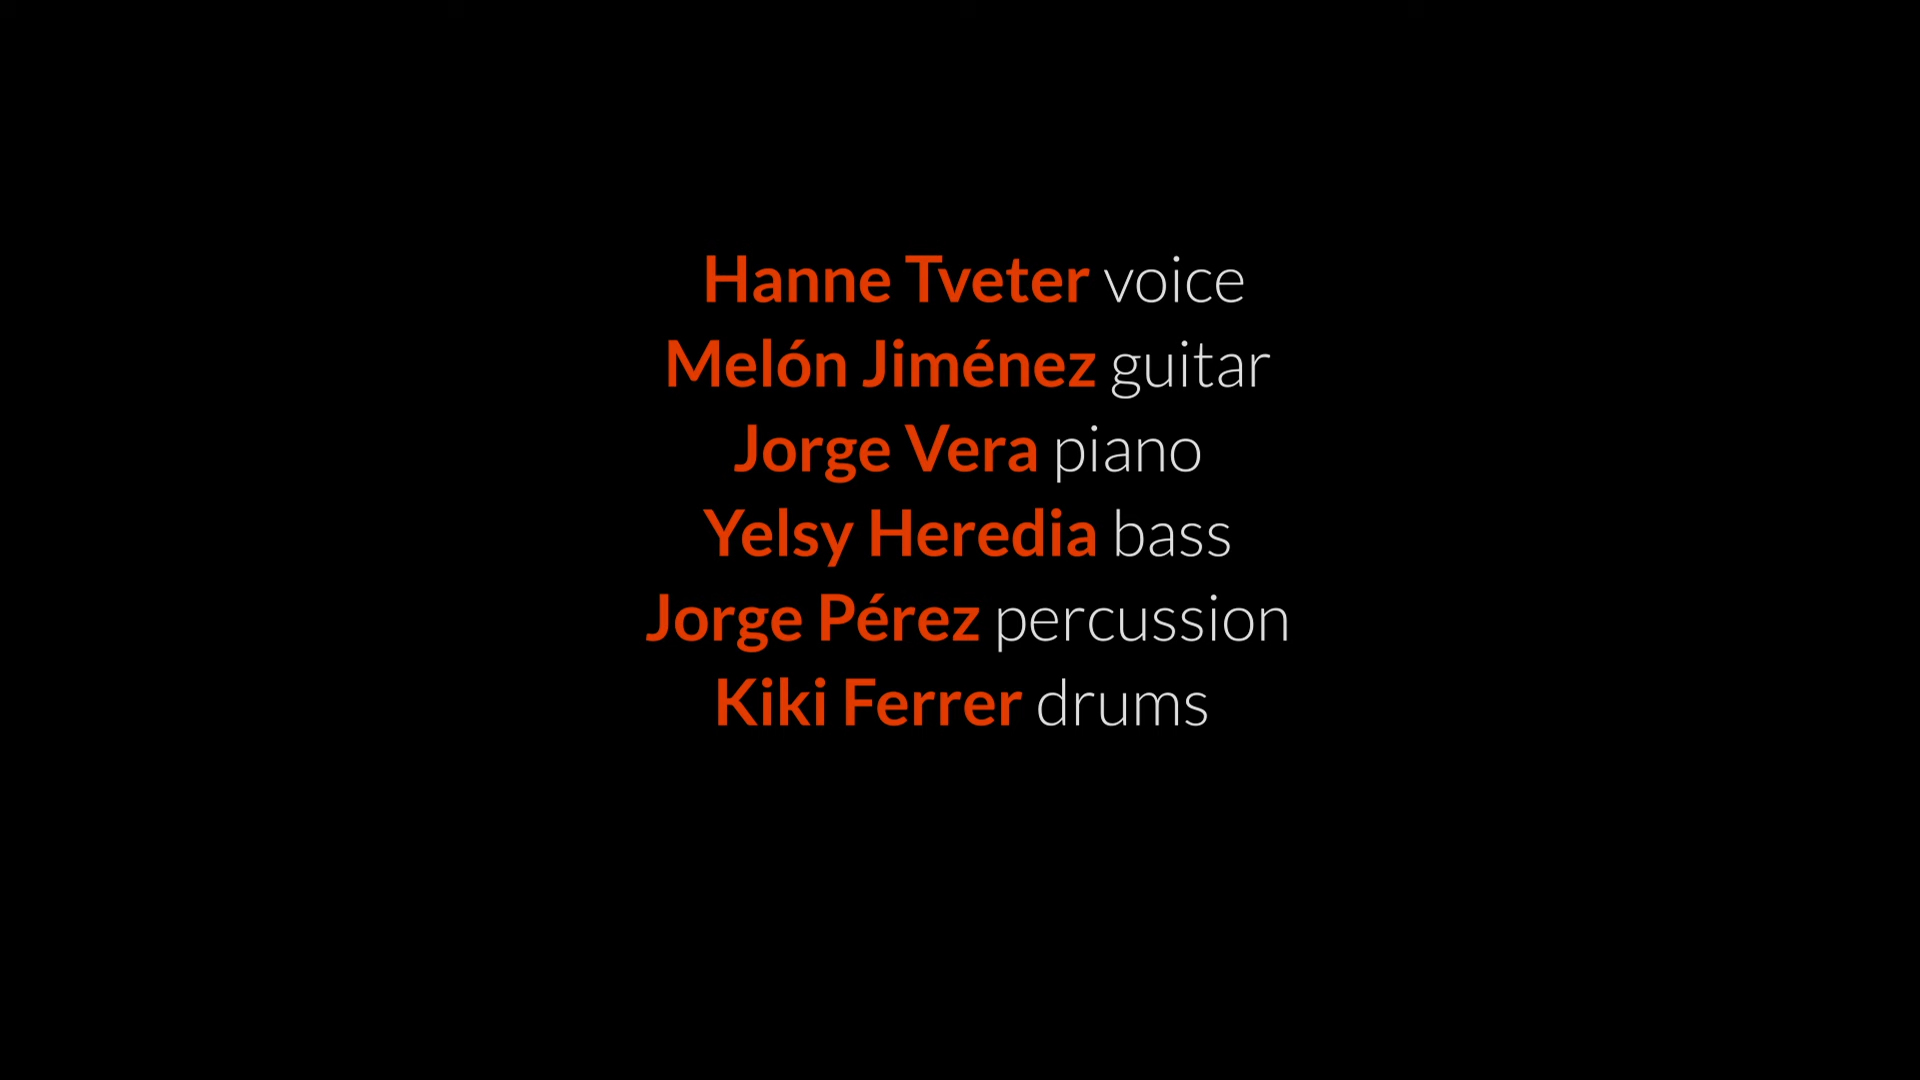 Hanne Tveter voice
Melón Jiménez guitar
Jorge Vera piano
Yelsy Heredia bass
Jorge Pérez percussion
Kiki Ferrer drums